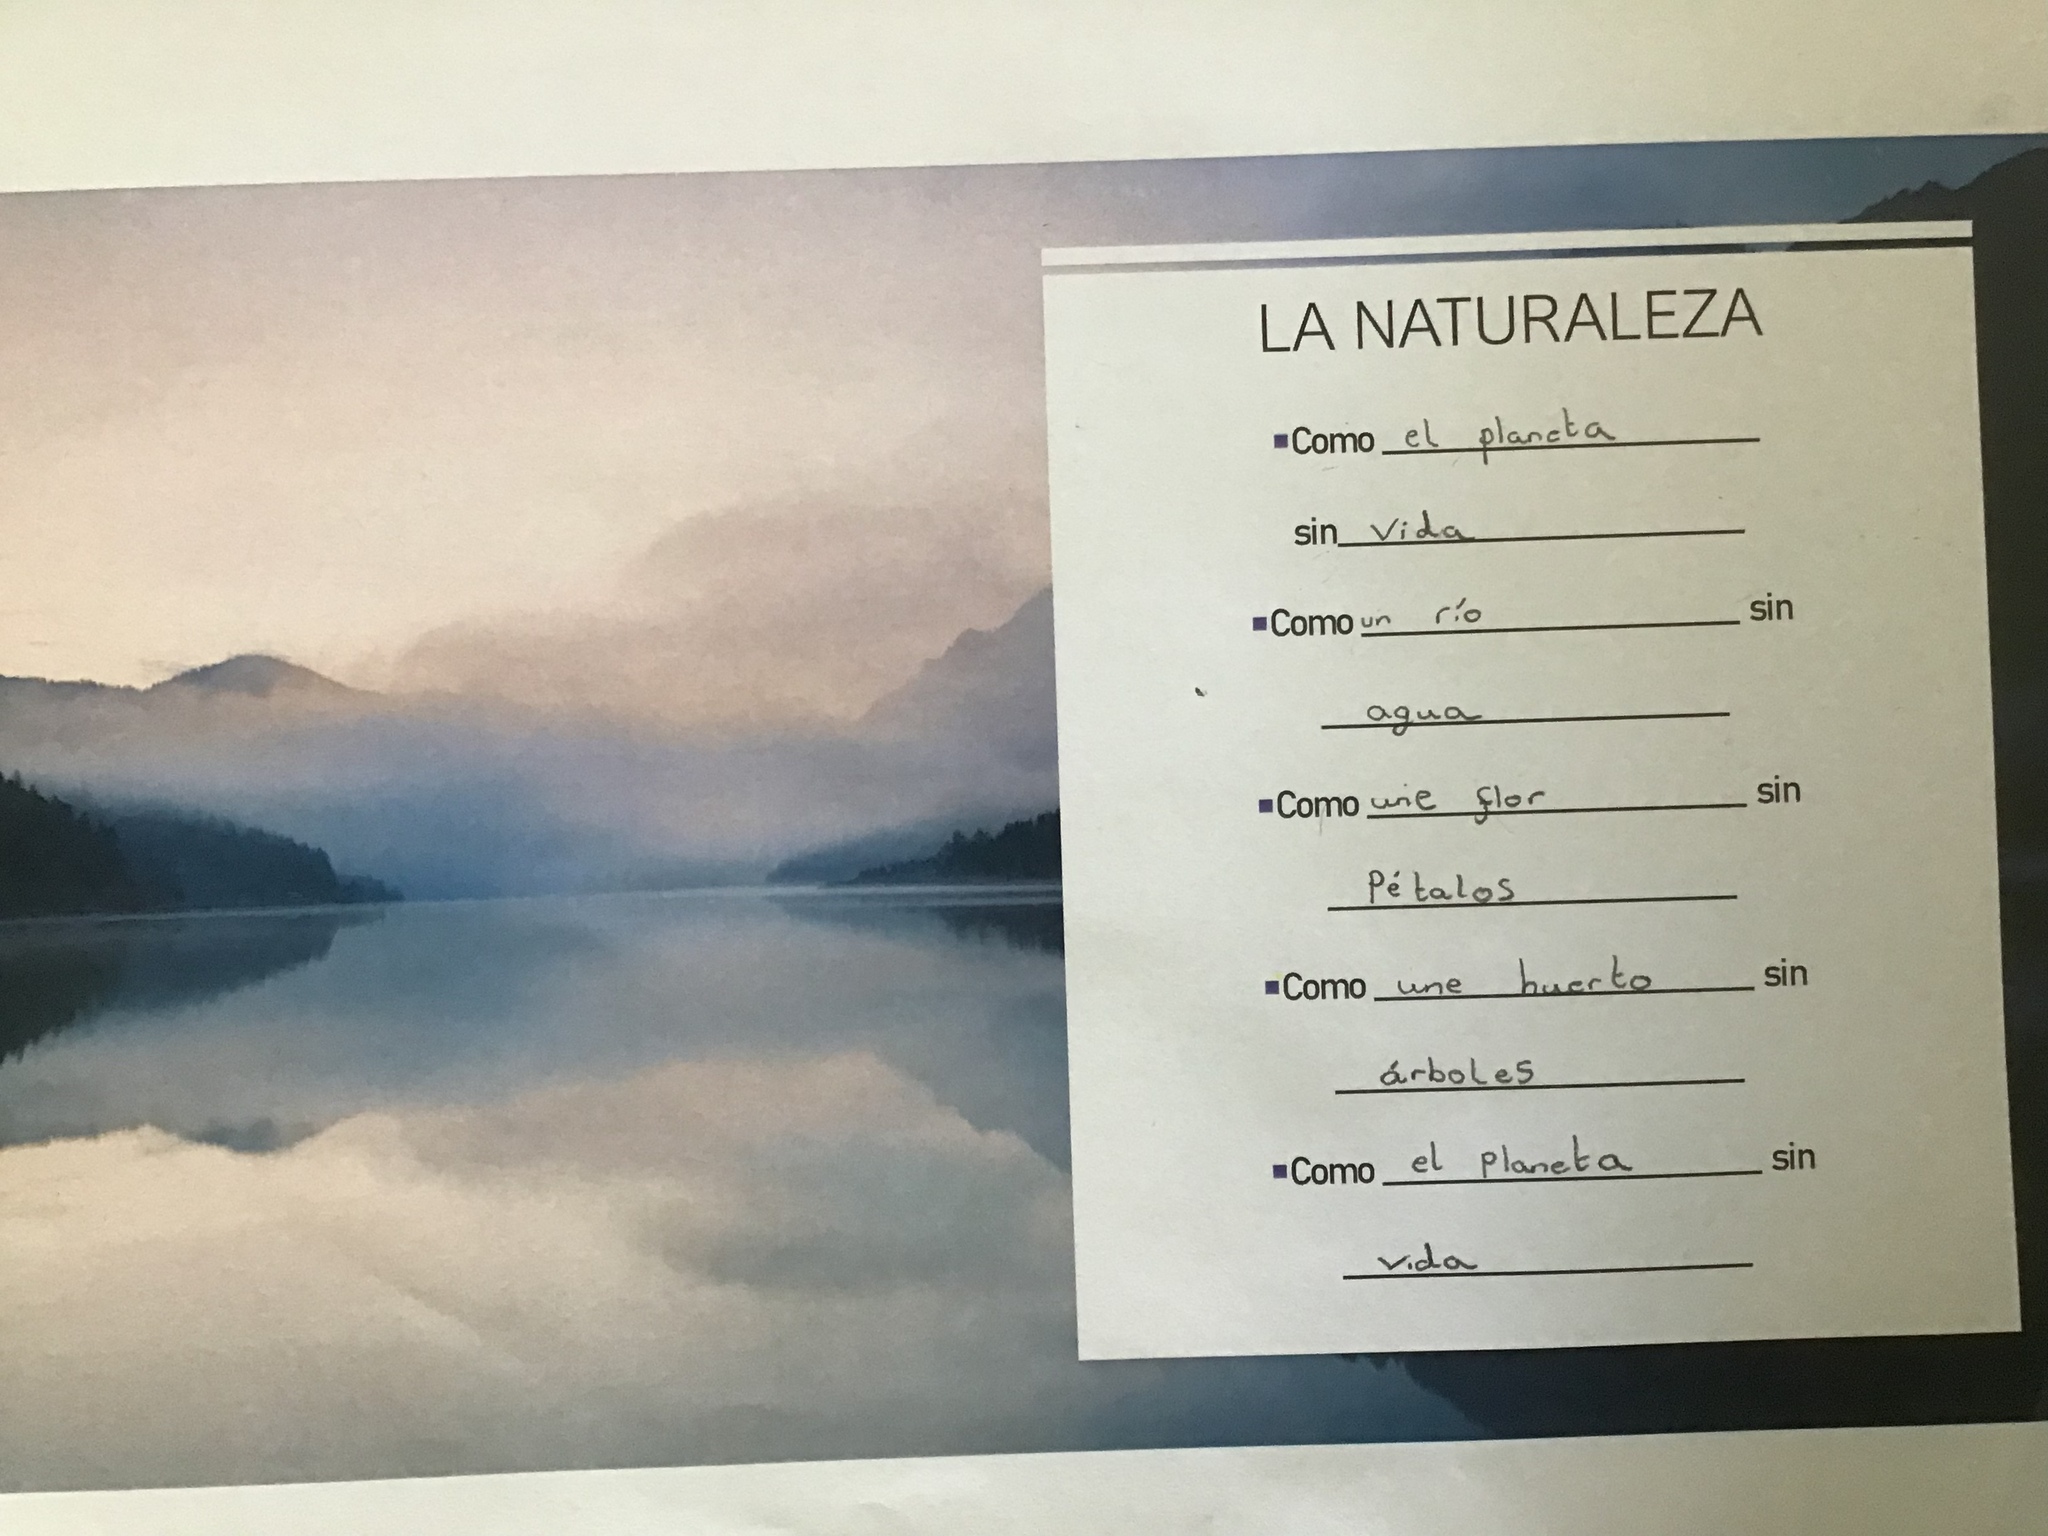 LA NATURALEZA
▪Como el planeta
sin vida
▪Como un río sin
agua
▪Como une flor sin
Pétalos
▪Como une huerto sin
árboles
▪Como el planeta sin
vida